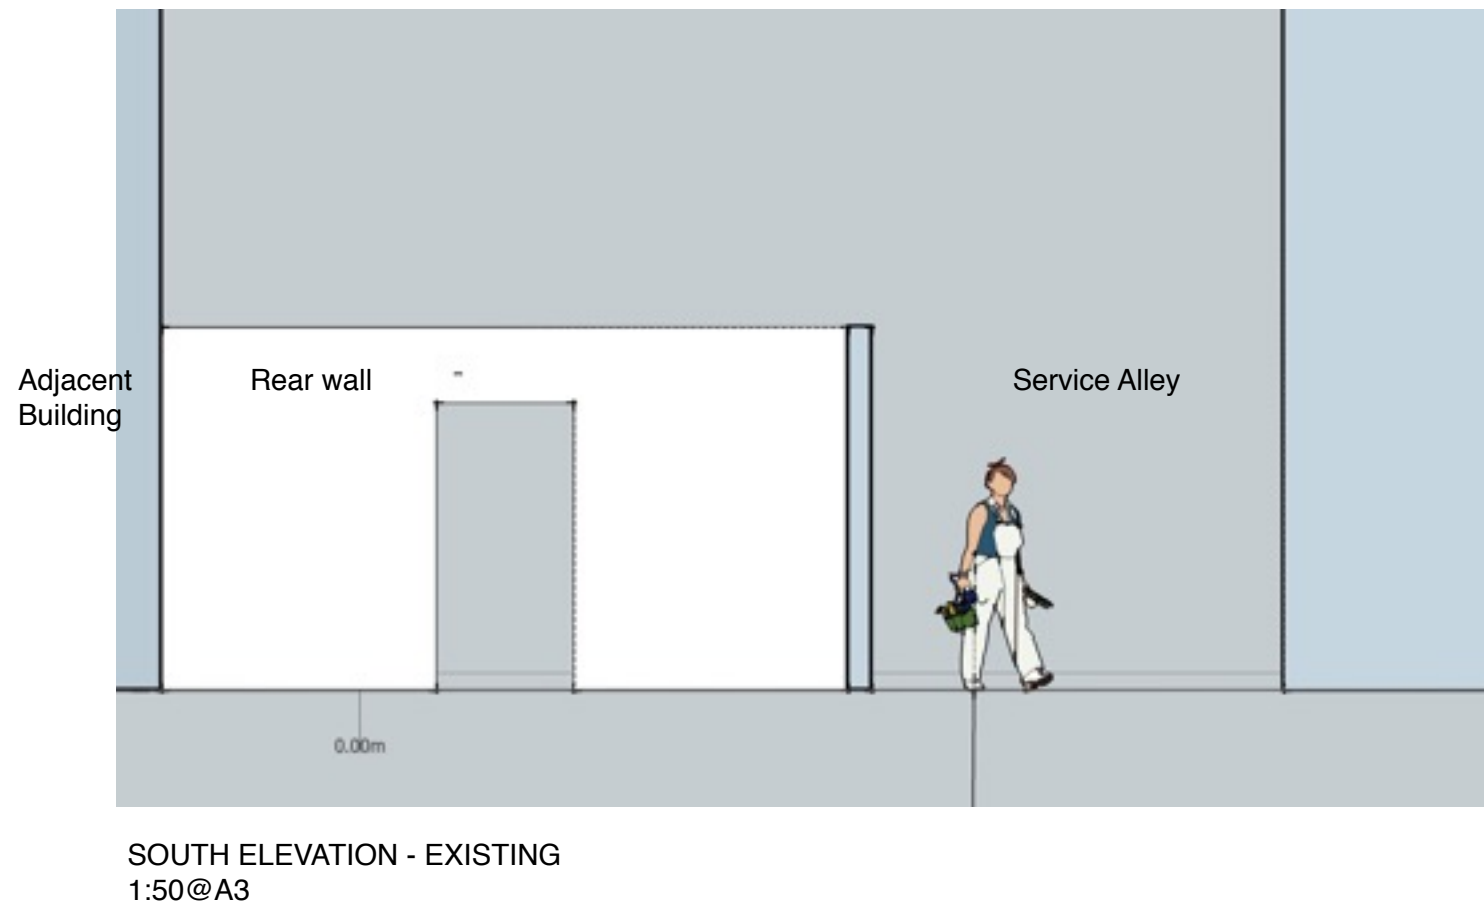 Adjacent
Building
Rear wall
Service Alley
0.00m
SOUTH ELEVATION - EXISTING
1:50@A3